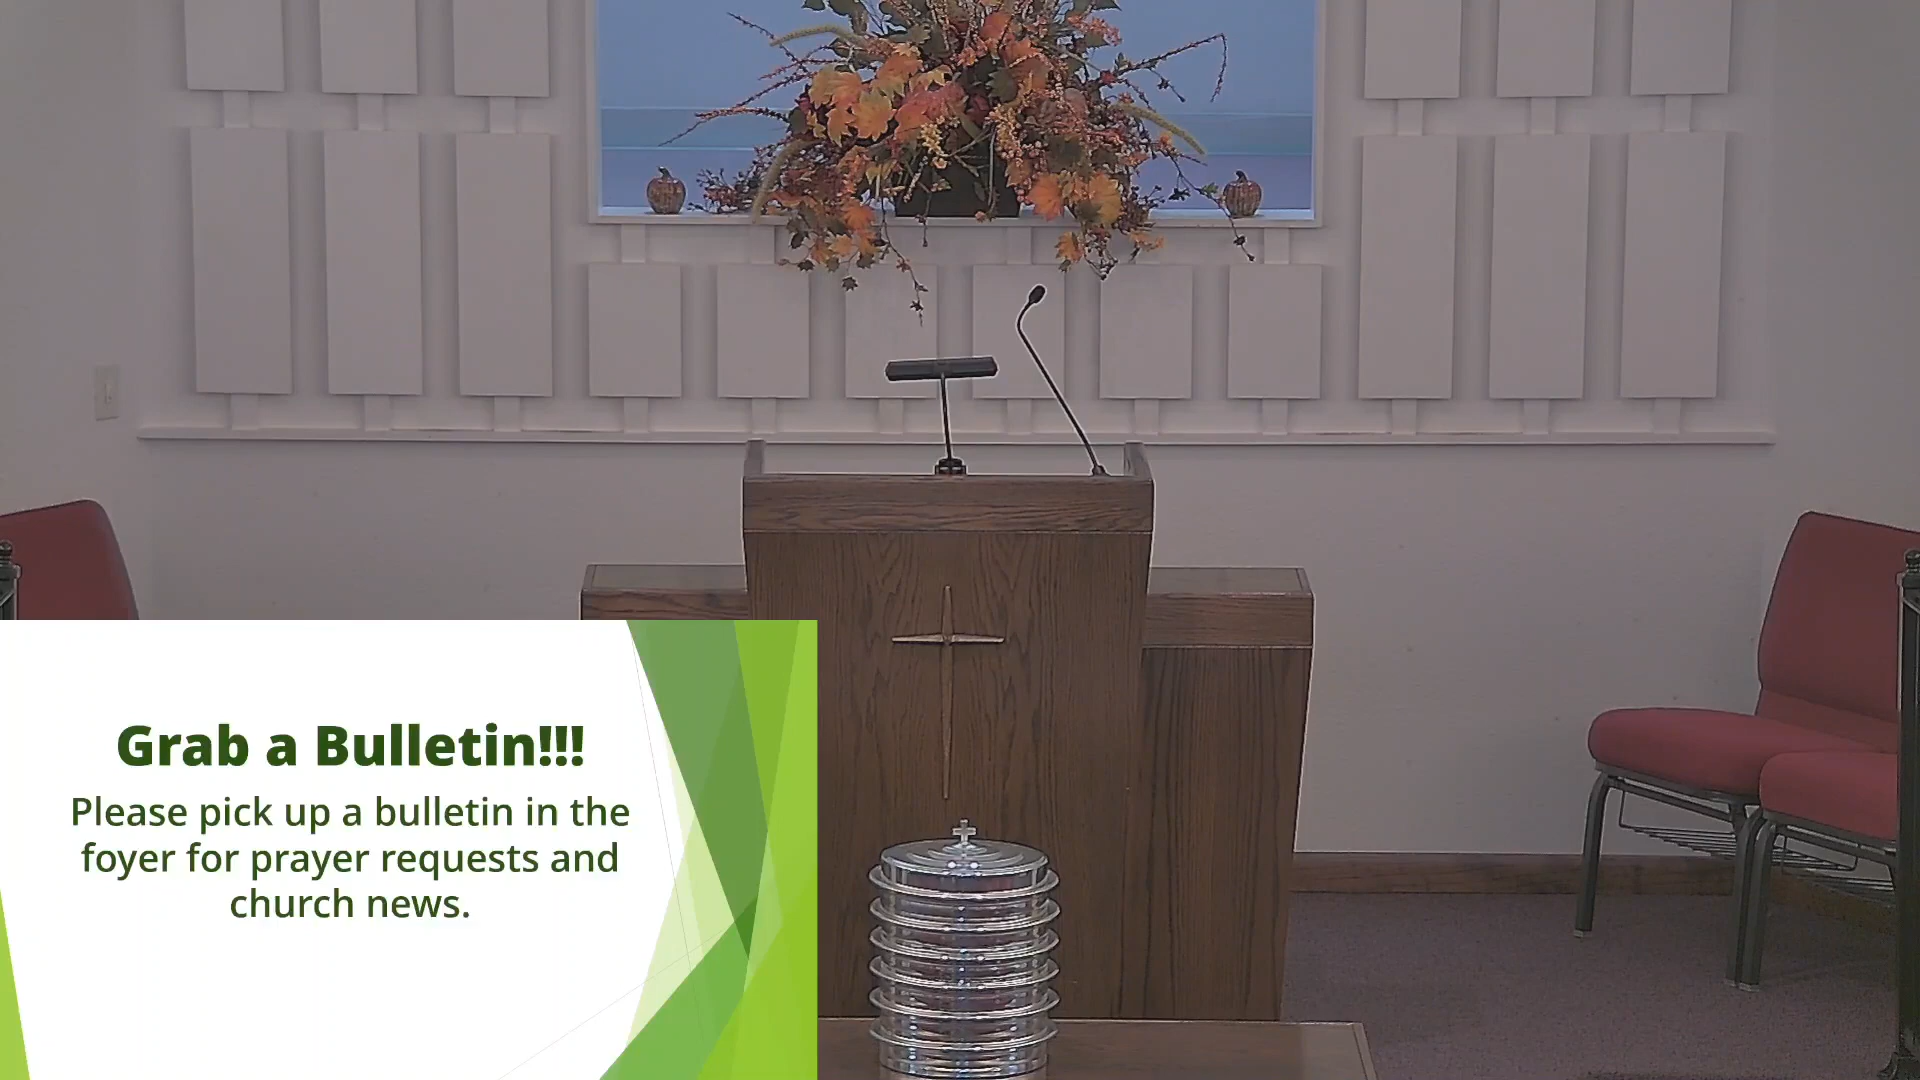 Grab a Bulletin!!!
Please pick up a bulletin in the
foyer for prayer requests and
church news.